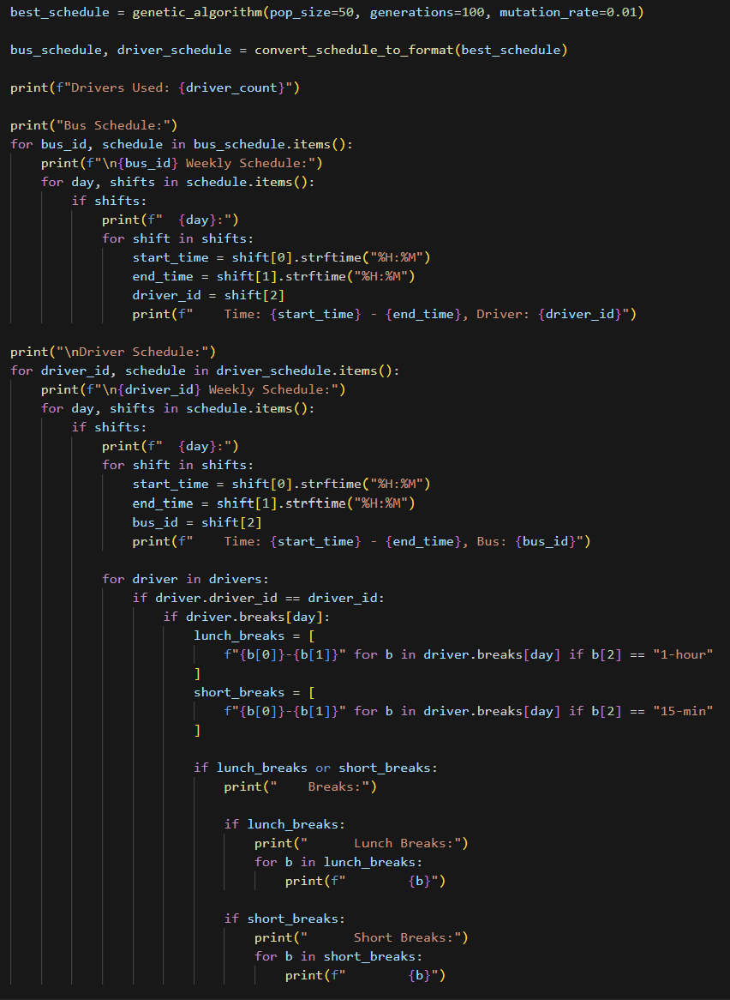 best_schedule = genetic_algorithm(pop_size=50, generations=100, mutation_rate=0.01)

bus_schedule, driver_schedule = convert_schedule_to_format(best_schedule)

print(f"Drivers Used: {driver_count}")

print("Bus Schedule:")
for bus_id, schedule in bus_schedule.items():
    print(f"\n{bus_id} Weekly Schedule:")
    for day, shifts in schedule.items():
        if shifts:
            print(f"  {day}:")
            for shift in shifts:
                start_time = shift[0].strftime("%H:%M")
                end_time = shift[1].strftime("%H:%M")
                driver_id = shift[2]
                print(f"    Time: {start_time} - {end_time}, Driver: {driver_id}")

print("\nDriver Schedule:")
for driver_id, schedule in driver_schedule.items():
    print(f"\n{driver_id} Weekly Schedule:")
    for day, shifts in schedule.items():
        if shifts:
            print(f"  {day}:")
            for shift in shifts:
                start_time = shift[0].strftime("%H:%M")
                end_time = shift[1].strftime("%H:%M")
                bus_id = shift[2]
                print(f"    Time: {start_time} - {end_time}, Bus: {bus_id}")

            for driver in drivers:
                if driver.driver_id == driver_id:
                    if driver.breaks[day]:
                        lunch_breaks = [
                            f"{b[0]}-{b[1]}" for b in driver.breaks[day] if b[2] == "1-hour"
                        ]
                        short_breaks = [
                            f"{b[0]}-{b[1]}" for b in driver.breaks[day] if b[2] == "15-min"
                        ]

                        if lunch_breaks or short_breaks:
                            print("    Breaks:")

                            if lunch_breaks:
                                print("      Lunch Breaks:")
                                for b in lunch_breaks:
                                    print(f"        {b}")

                            if short_breaks:
                                print("      Short Breaks:")
                                for b in short_breaks:
                                    print(f"        {b}")